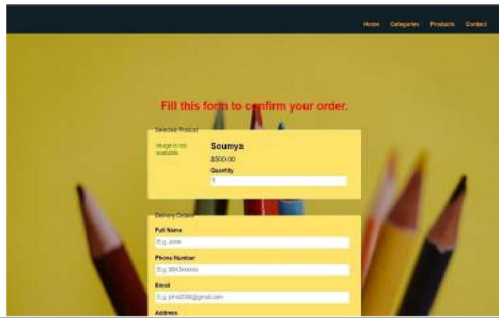 Home Categories Products Contact
Fill this form to confirm your order.
Selected Product
Image is not
available
Soumya
$500.00
Quantity
1
Delivery Details
Full Name
E.g. John
Phone Number
E.g. 9843xxxxxx
Email
Address